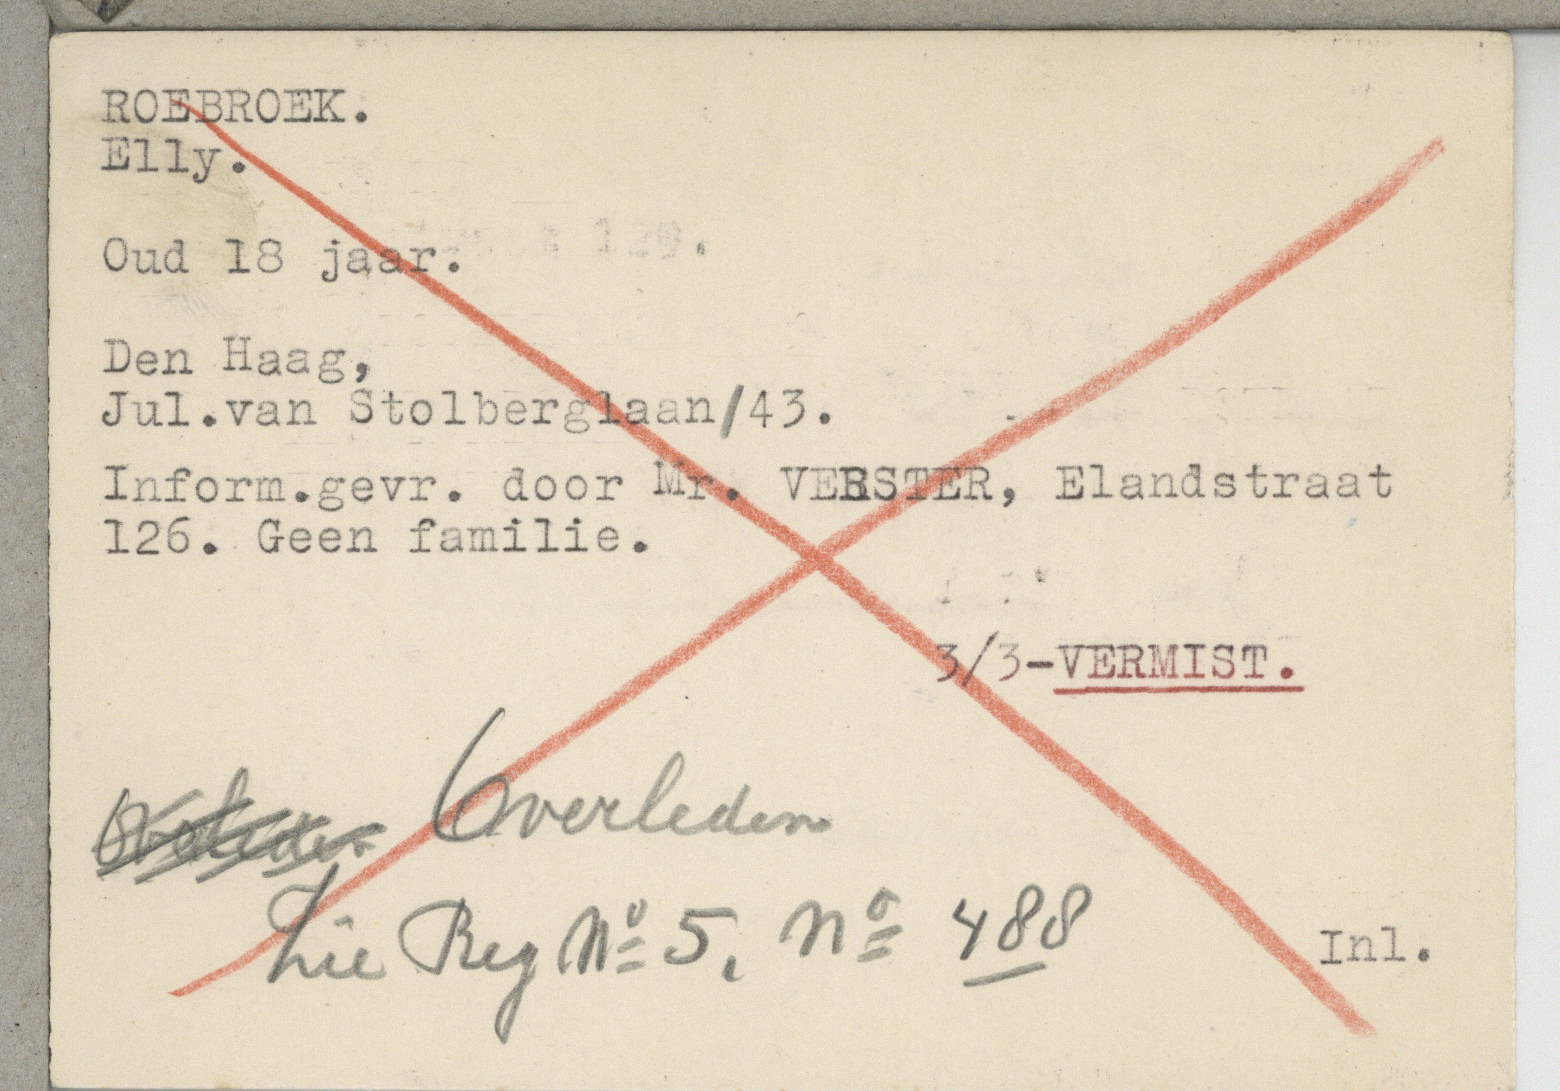 ROEBROEK.
Elly.
Oud 18 jaar.
Den Haag,
Jul.van Stolberglaan/43.
Inform.gevr. door Mr. VERSTER, Elandstraat
126. Geen familie.
3/3-VERMIST.
Overleden
Zie Reg Nº 5, nº 488
Inl.